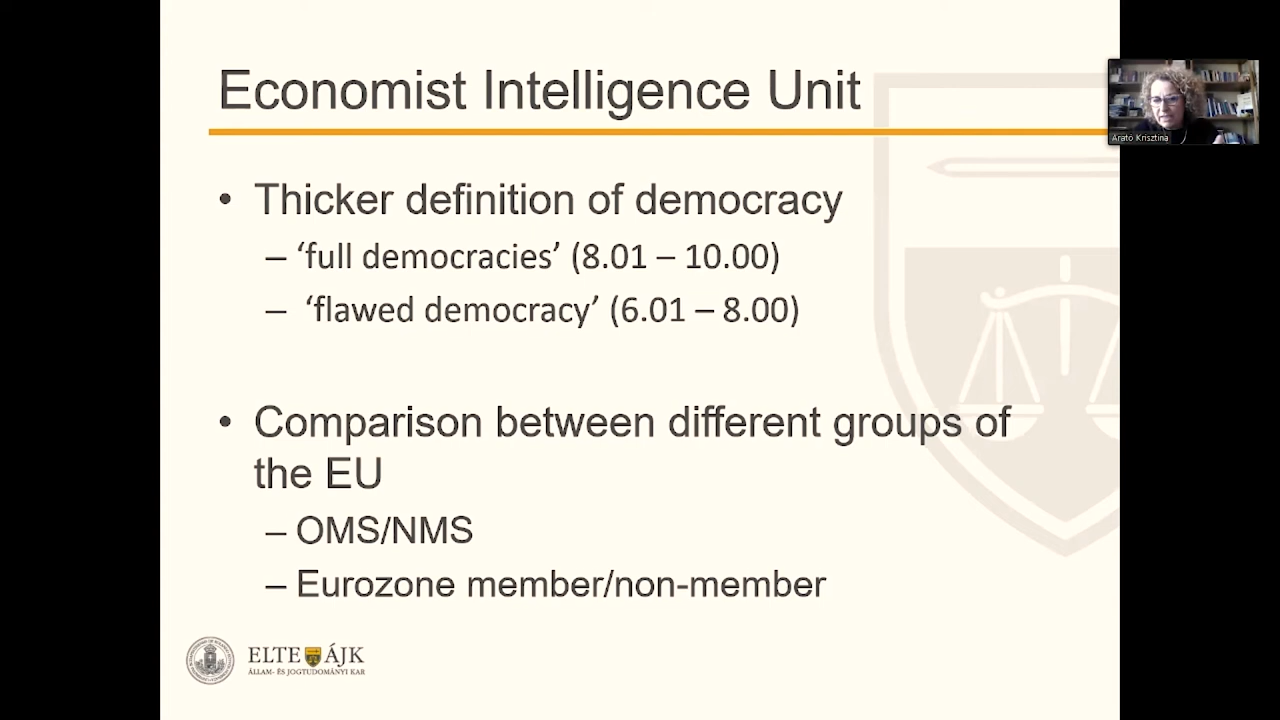 Economist Intelligence Unit
• Thicker definition of democracy
– ‘full democracies’ (8.01 – 10.00)
– ‘flawed democracy’ (6.01 – 8.00)
• Comparison between different groups of
the EU
– OMS/NMS
– Eurozone member/non-member
ELTE ÁJK
ÁLLAM- ÉS JOGTUDOMÁNYI KAR
Arató Krisztina